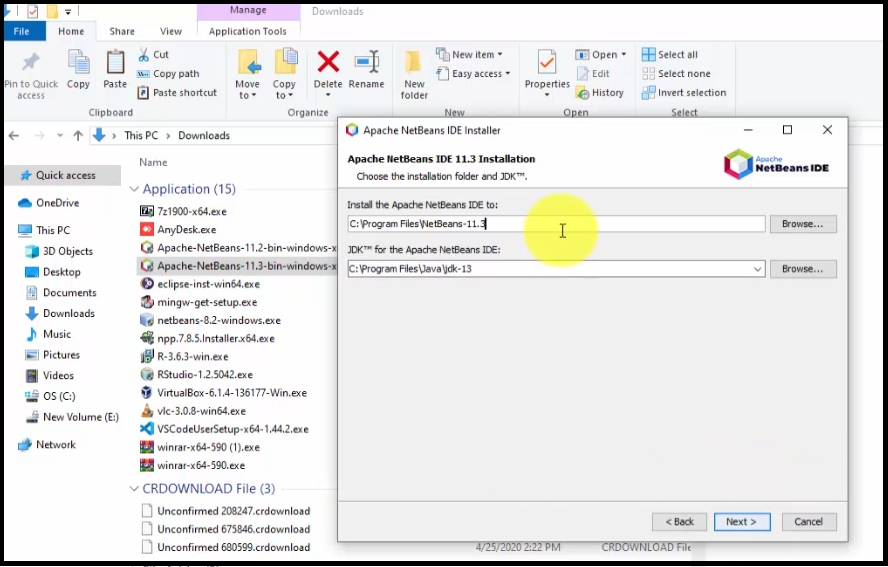 Manage
Downloads
File
Home
Share
View
Application Tools
Pin to Quick access
Copy
Paste
Cut
Copy path
Paste shortcut
Clipboard
Move to
Copy to
Delete
Rename
Organize
New folder
New item
Easy access
New
Properties
Open
Edit
History
Open
Select all
Select none
Invert selection
Select
This PC
Downloads
Quick access
OneDrive
This PC
3D Objects
Desktop
Documents
Downloads
Music
Pictures
Videos
OS (C:)
New Volume (E:)
Network
Name
Application (15)
7z1900-x64.exe
AnyDesk.exe
Apache-NetBeans-11.2-bin-windows-x
Apache-NetBeans-11.3-bin-windows-x
eclipse-inst-win64.exe
mingw-get-setup.exe
netbeans-8.2-windows.exe
npp.7.8.5.Installer.x64.exe
R-3.6.3-win.exe
RStudio-1.2.5042.exe
VirtualBox-6.1.4-136177-Win.exe
vlc-3.0.8-win64.exe
VSCodeUserSetup-x64-1.44.2.exe
winrar-x64-590 (1).exe
winrar-x64-590.exe
CRDOWNLOAD File (3)
Unconfirmed 208247.crdownload
Unconfirmed 675846.crdownload
Unconfirmed 680599.crdownload
4/25/2020 2:22 PM
CRDOWNLOAD File
Apache NetBeans IDE Installer
Apache NetBeans IDE 11.3 Installation
Choose the installation folder and JDK™.
Apache
NetBeans IDE
Install the Apache NetBeans IDE to:
C:\Program Files\NetBeans-11.3
Browse...
JDK™ for the Apache NetBeans IDE:
C:\Program Files\Java\jdk-13
Browse...
< Back
Next >
Cancel